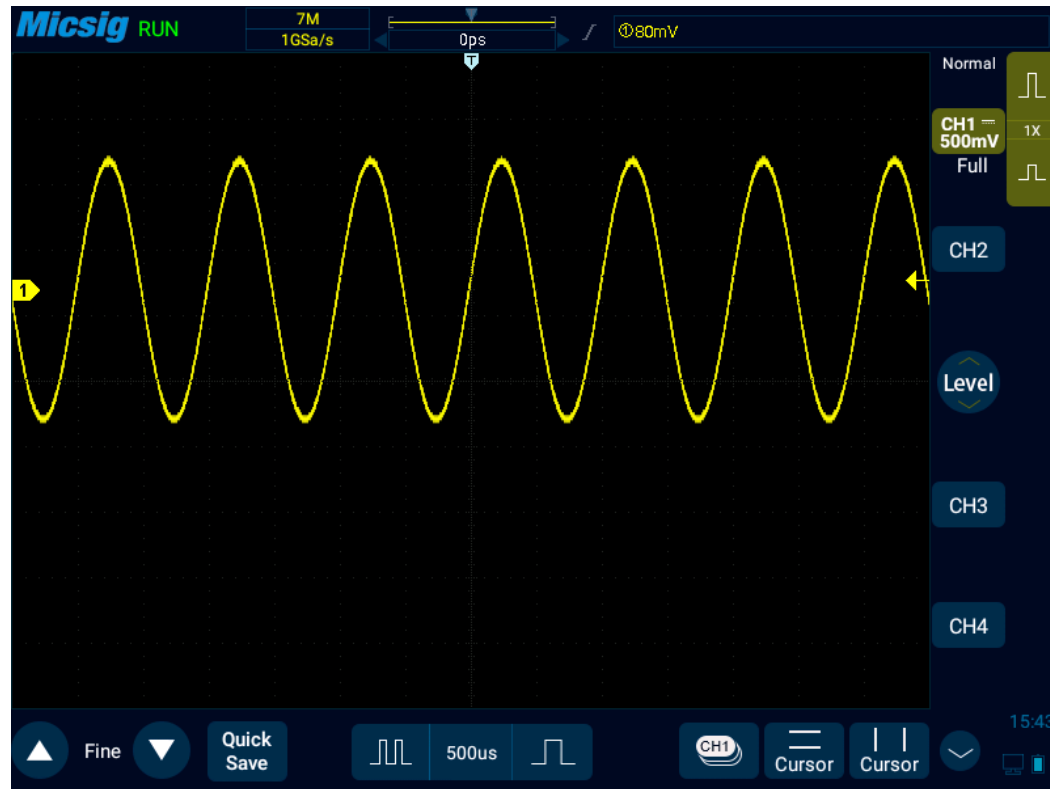 Micsig RUN
7M
1GSa/s
0ps
①80mV
T
Normal
CH1
500mV
1X
Full
CH2
1
Level
CH3
CH4
15:43
Fine
Quick
Save
500us
CH1
Cursor
Cursor